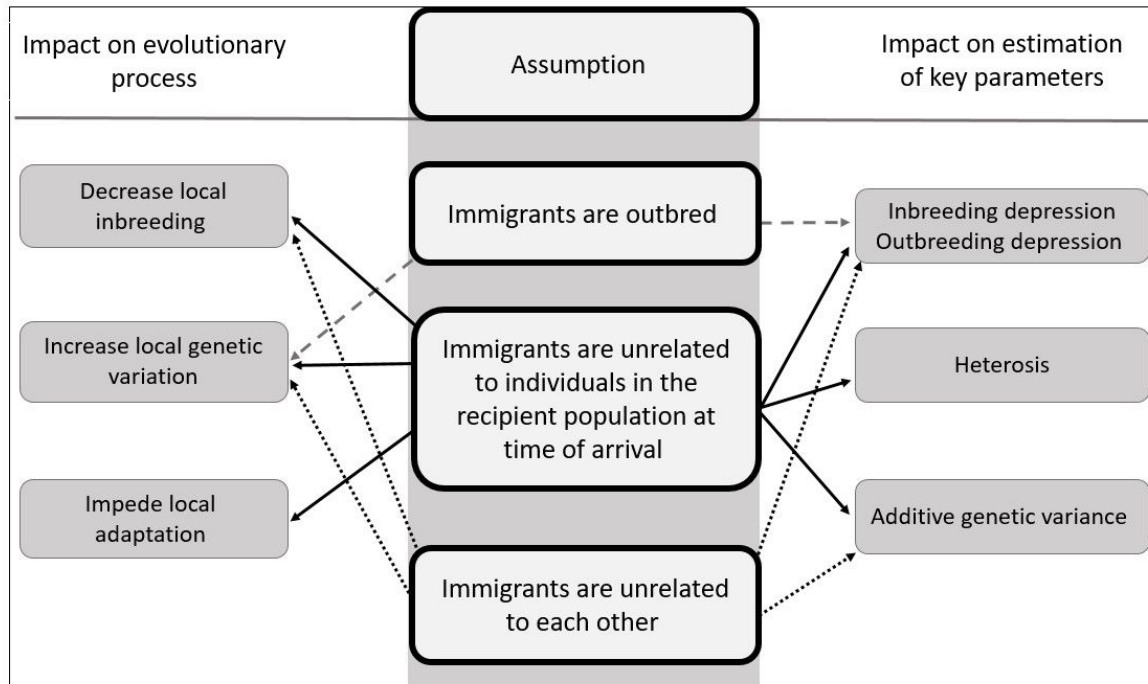 Impact on evolutionary
process
Assumption
Impact on estimation
of key parameters
Decrease local
inbreeding
Immigrants are outbred
Inbreeding depression
Outbreeding depression
Increase local genetic
variation
Immigrants are unrelated
to individuals in the
recipient population at
time of arrival
Heterosis
Impede local
adaptation
Additive genetic variance
Immigrants are unrelated
to each other